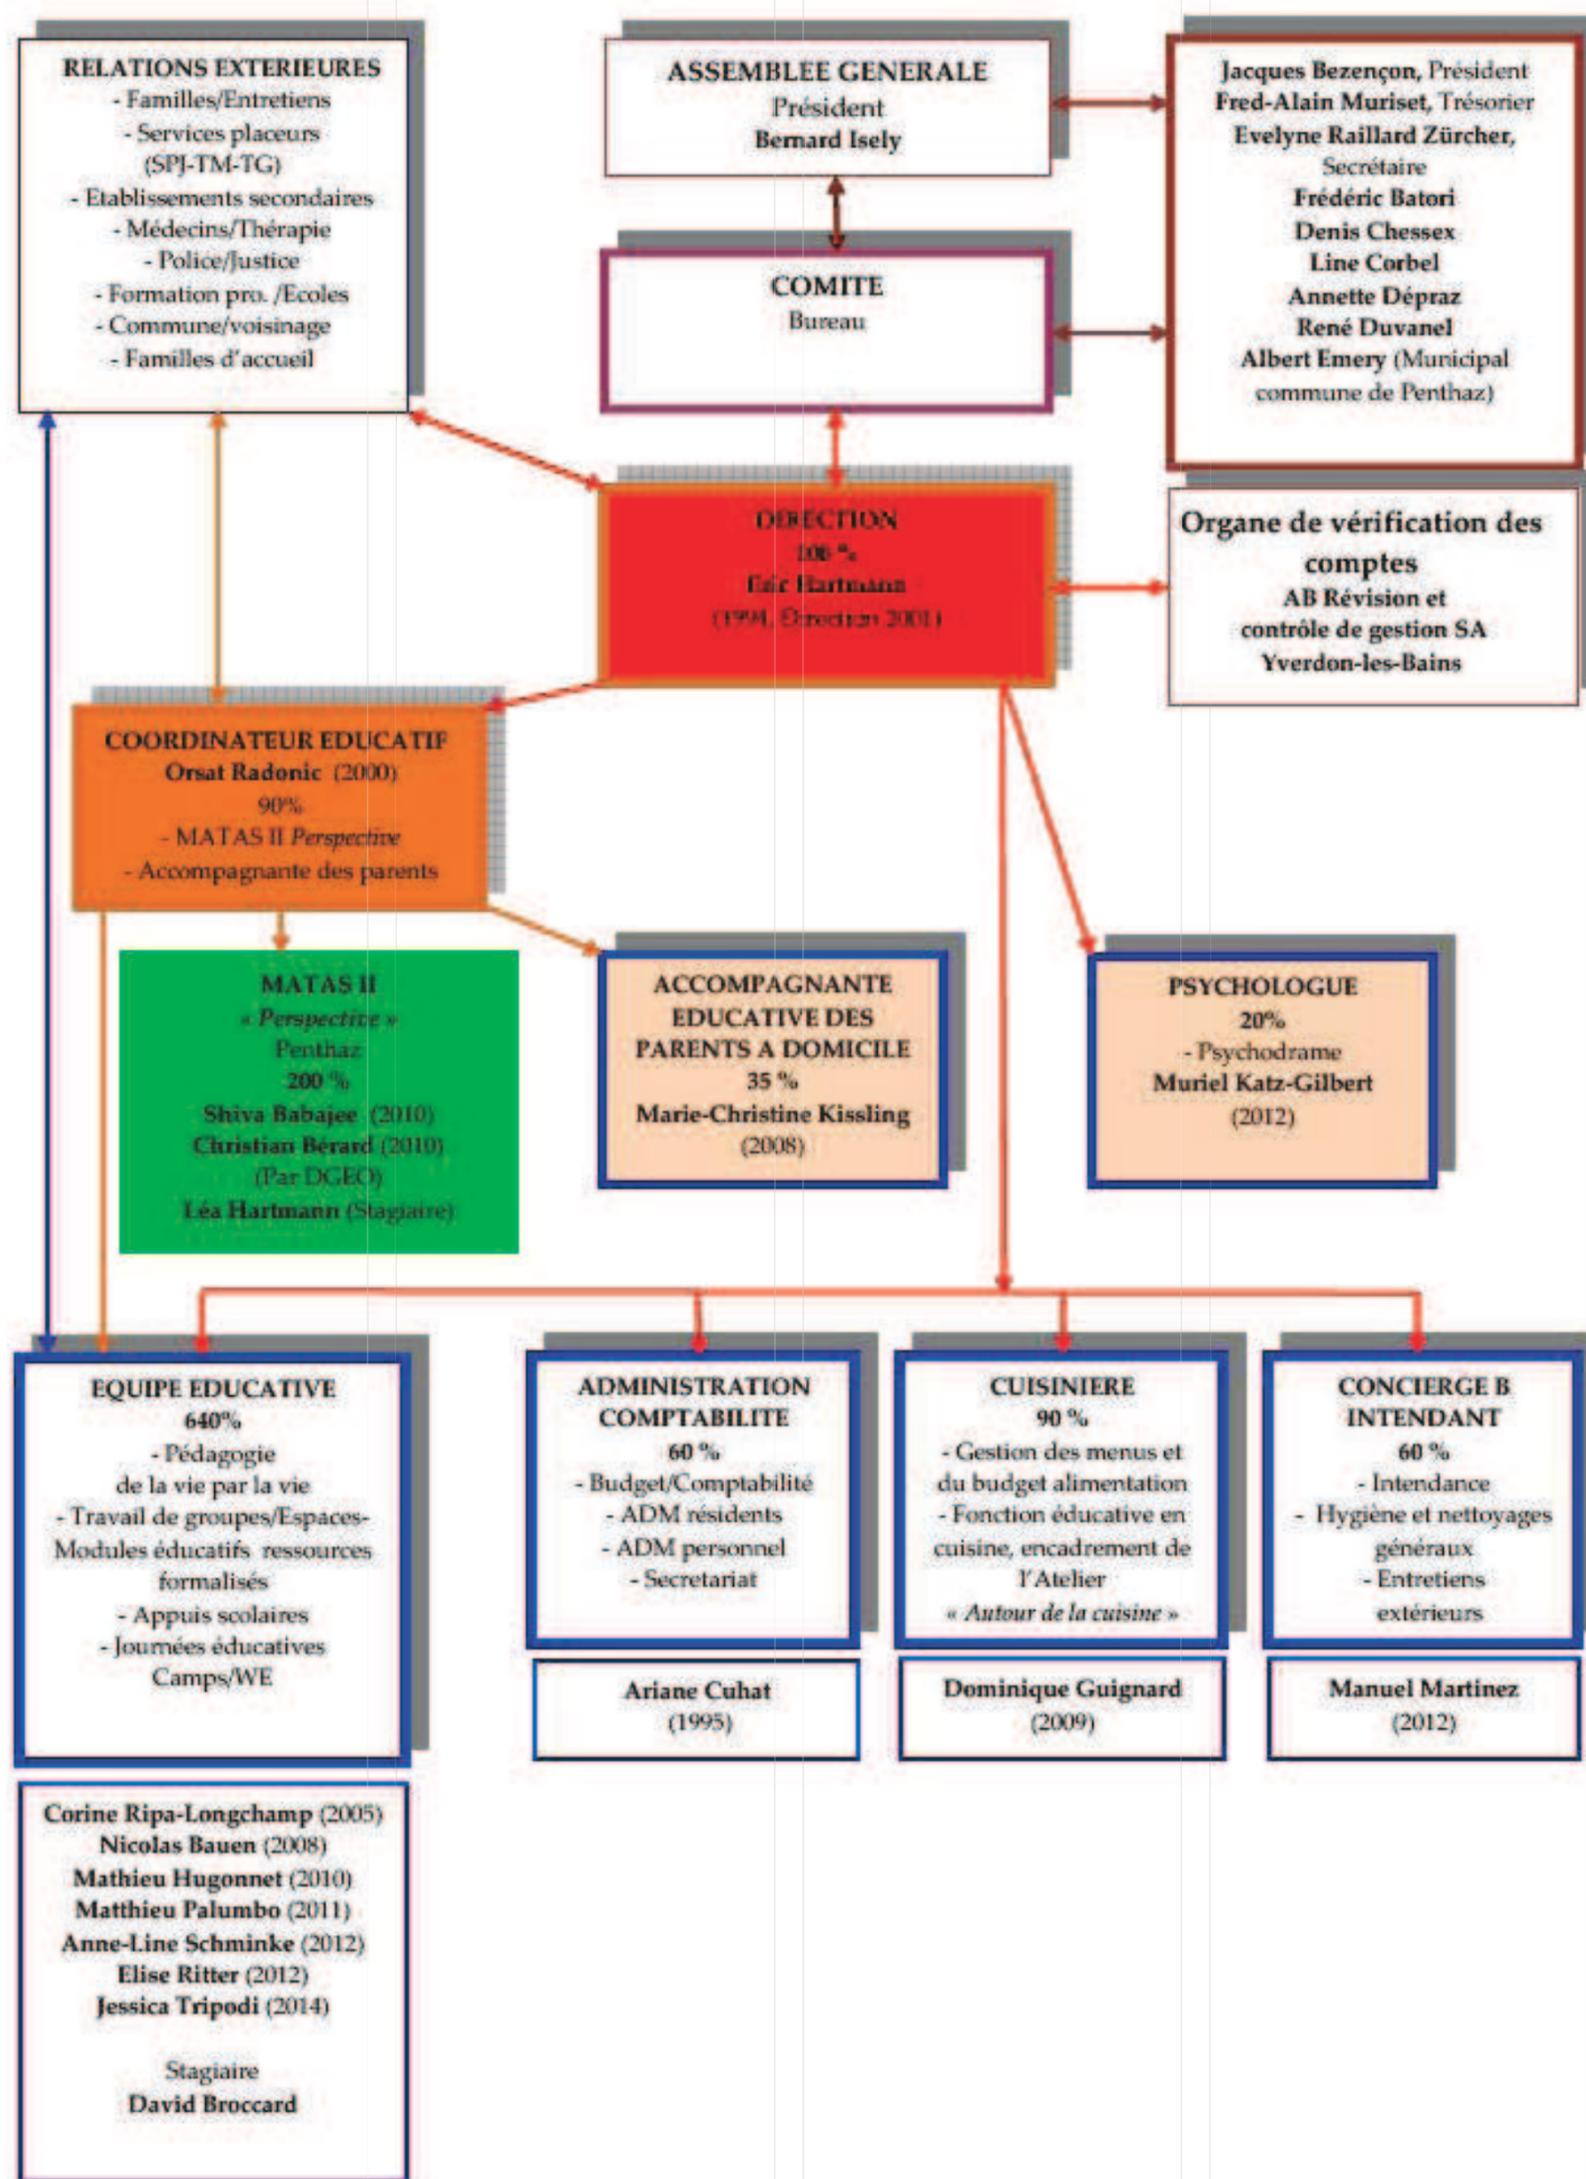 RELATIONS EXTERIEURES
- Familles/Entretiens
- Services placeurs
(SPJ-TM-TG)
- Etablissements secondaires
- Médecins/Thérapie
- Police/Justice
- Formation pro. /Ecoles
- Commune/voisinage
- Familles d'accueil
ASSEMBLEE GENERALE
Président
Bernard Isely
Jacques Bezençon, Président
Fred-Alain Muriset, Trésorier
Evelyne Raillard Zürcher,
Secrétaire
Frédéric Batori
Denis Chessex
Line Corbel
Annette Dépraz
René Duvanel
Albert Emery (Municipal
commune de Penthaz)
COMITE
Bureau
DIRECTION
100 %
Eric Hartmann
(1994, Direction 2001)
Organe de vérification des
comptes
AB Révision et
contrôle de gestion SA
Yverdon-les-Bains
COORDINATEUR EDUCATIF
Orsat Radonic (2000)
90%
- MATAS II Perspective
- Accompagnante des parents
MATAS II
« Perspective »
Penthaz
200 %
Shiva Babajee (2010)
Christian Bérard (2010)
(Par DGEO)
Léa Hartmann (Stagiaire)
ACCOMPAGNANTE
EDUCATIVE DES
PARENTS A DOMICILE
35 %
Marie-Christine Kissling
(2008)
PSYCHOLOGUE
20%
- Psychodrame
Muriel Katz-Gilbert
(2012)
EQUIPE EDUCATIVE
640%
- Pédagogie
de la vie par la vie
- Travail de groupes/Espaces-
Modules éducatifs ressources
formalisés
- Appuis scolaires
- Journées éducatives
Camps/WE
Corine Ripa-Longchamp (2005)
Nicolas Bauen (2008)
Mathieu Hugonnet (2010)
Matthieu Palumbo (2011)
Anne-Line Schminke (2012)
Elise Ritter (2012)
Jessica Tripodi (2014)
Stagiaire
David Broccard
ADMINISTRATION
COMPTABILITE
60 %
- Budget/Comptabilité
- ADM résidents
- ADM personnel
- Secretariat
Ariane Cuhat
(1995)
CUISINIERE
90 %
- Gestion des menus et
du budget alimentation
- Fonction éducative en
cuisine, encadrement de
l'Atelier
« Autour de la cuisine »
Dominique Guignard
(2009)
CONCIERGE B
INTENDANT
60 %
- Intendance
- Hygiène et nettoyages
généraux
- Entretiens
extérieurs
Manuel Martinez
(2012)